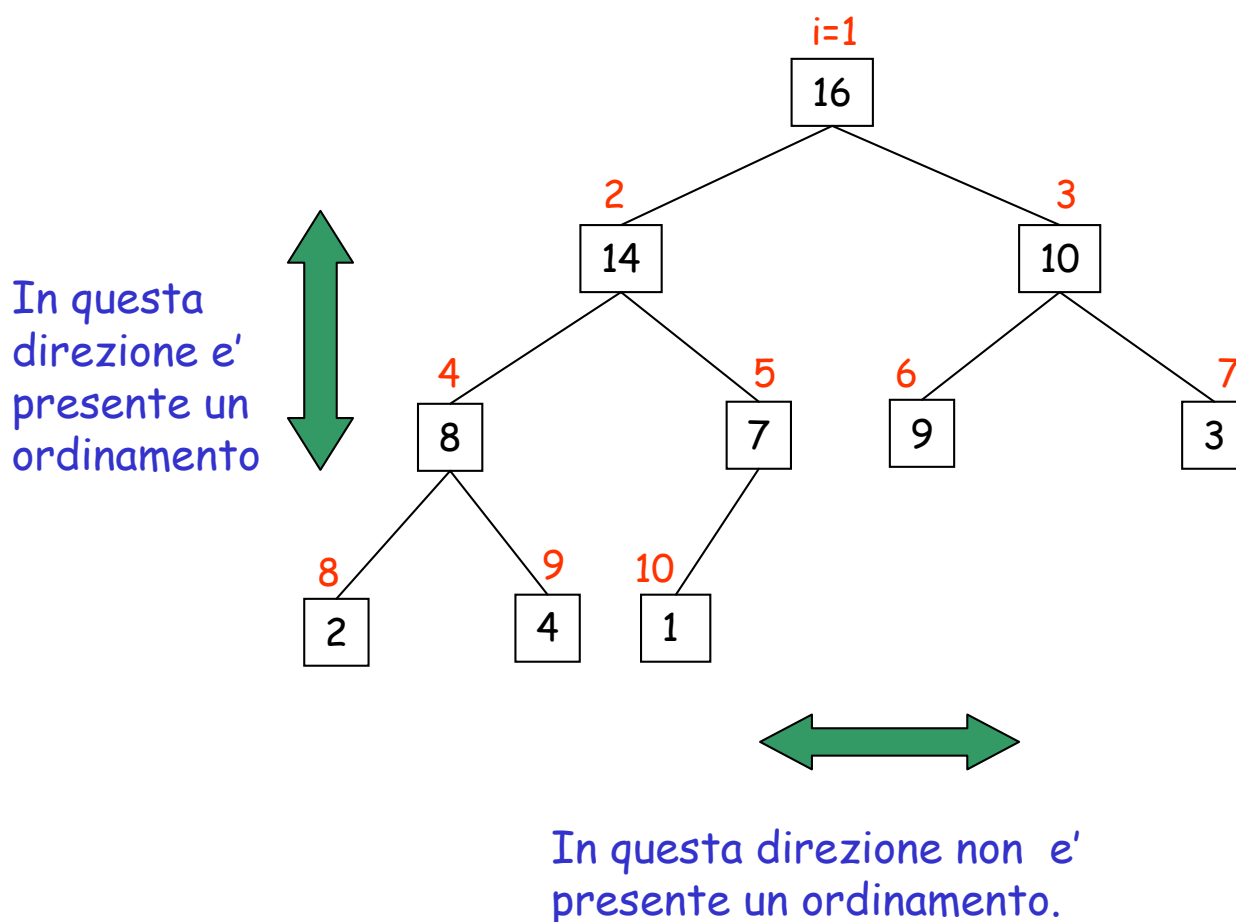 i=1
16
2
3
14
10
In questa
direzione e'
presente un
ordinamento
4
5
6
7
8
7
9
3
8
9
10
2
4
1
In questa direzione non e'
presente un ordinamento.